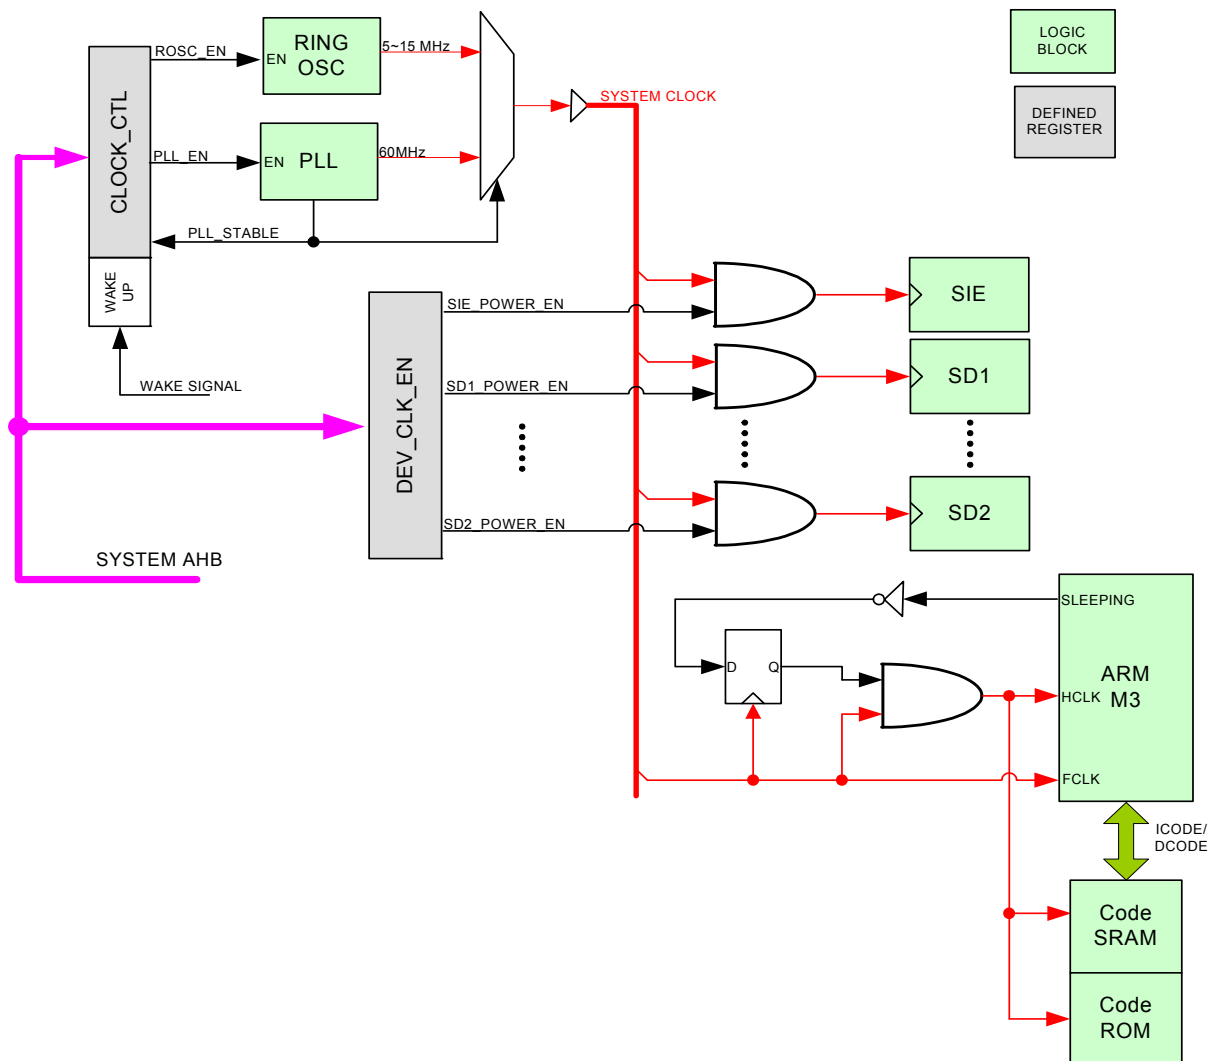 ROSC_EN
EN
RING
OSC
5~15 MHz
LOGIC
BLOCK
SYSTEM CLOCK
DEFINED
REGISTER
CLOCK_CTL
PLL_EN
EN
PLL
60MHz
PLL_STABLE
WAKE
UP
WAKE SIGNAL
DEV_CLK_EN
SIE_POWER_EN
SIE
SD1_POWER_EN
SD1
SD2_POWER_EN
SD2
SYSTEM AHB
SLEEPING
D
Q
ARM
M3
HCLK
FCLK
ICODE/
DCODE
Code
SRAM
Code
ROM